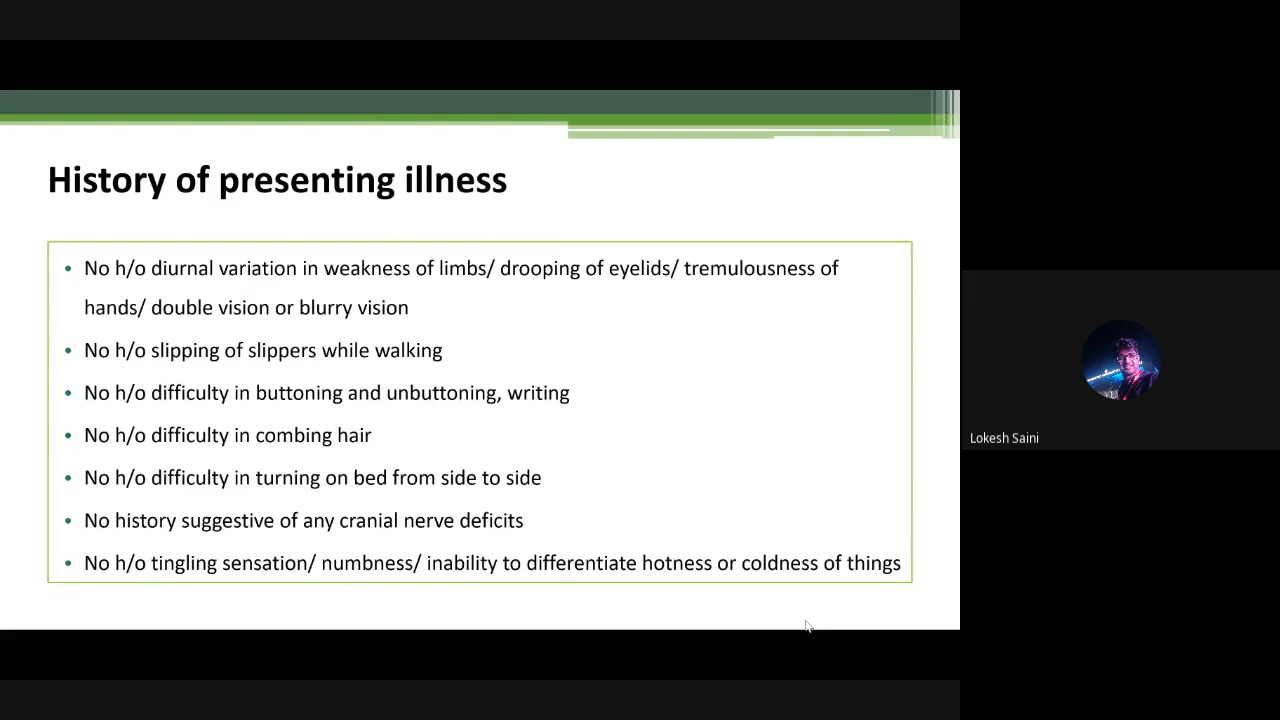 History of presenting illness
• No h/o diurnal variation in weakness of limbs/ drooping of eyelids/ tremulousness of
hands/ double vision or blurry vision
• No h/o slipping of slippers while walking
• No h/o difficulty in buttoning and unbuttoning, writing
• No h/o difficulty in combing hair
• No h/o difficulty in turning on bed from side to side
• No history suggestive of any cranial nerve deficits
• No h/o tingling sensation/ numbness/ inability to differentiate hotness or coldness of things
Lokesh Saini